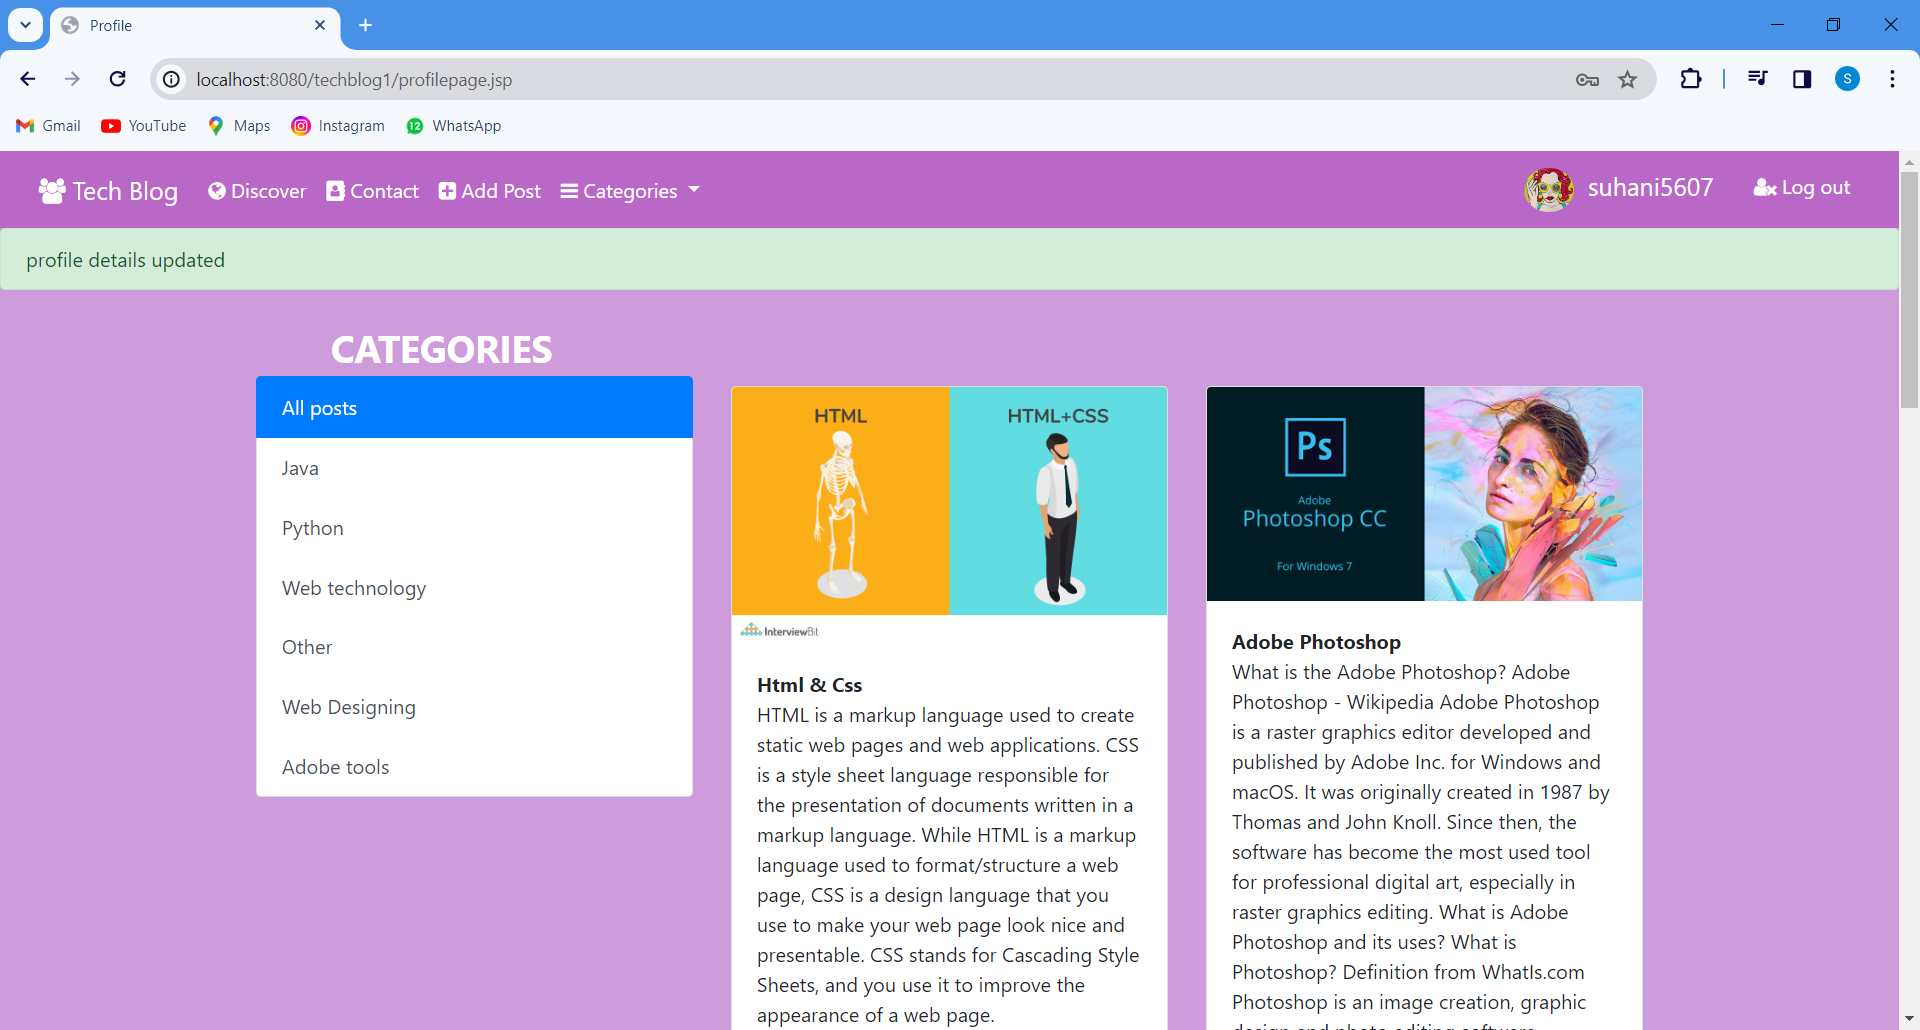 Profile
localhost:8080/techblog1/profilepage.jsp
S
Gmail
YouTube
Maps
Instagram
12
WhatsApp
Tech Blog
Discover
Contact
Add Post
Categories
suhani5607
Log out
profile details updated
CATEGORIES
All posts
Java
Python
Web technology
Other
Web Designing
Adobe tools
HTML
HTML+CSS
InterviewBit
Html & Css
HTML is a markup language used to create
static web pages and web applications. CSS
is a style sheet language responsible for
the presentation of documents written in a
markup language. While HTML is a markup
language used to format/structure a web
page, CSS is a design language that you
use to make your web page look nice and
presentable. CSS stands for Cascading Style
Sheets, and you use it to improve the
appearance of a web page.
Ps
Adobe
Photoshop CC
For Windows 7
Adobe Photoshop
What is the Adobe Photoshop? Adobe
Photoshop - Wikipedia Adobe Photoshop
is a raster graphics editor developed and
published by Adobe Inc. for Windows and
macOS. It was originally created in 1987 by
Thomas and John Knoll. Since then, the
software has become the most used tool
for professional digital art, especially in
raster graphics editing. What is Adobe
Photoshop and its uses? What is
Photoshop? Definition from WhatIs.com
Photoshop is an image creation, graphic
design and photo editing software